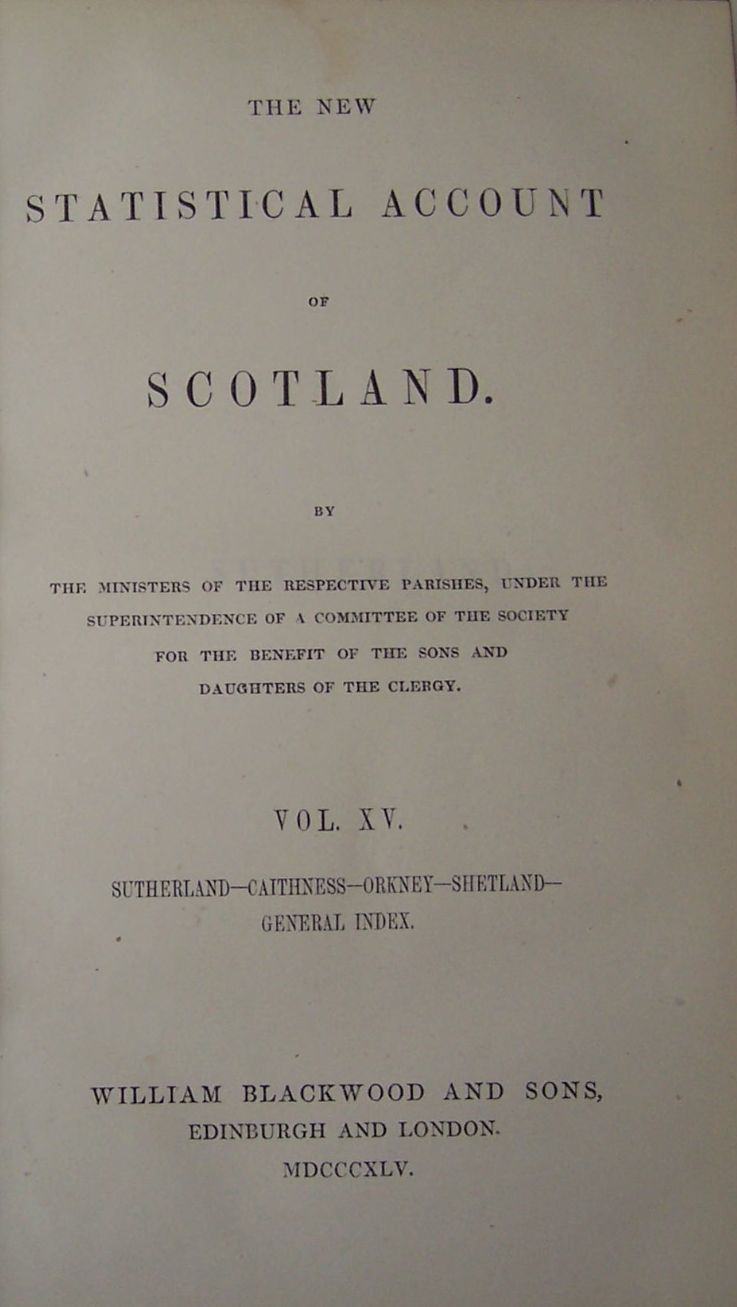 THE NEW
STATISTICAL ACCOUNT
OF
SCOTLAND.
BY
THE MINISTERS OF THE RESPECTIVE PARISHES, UNDER THE
SUPERINTENDENCE OF A COMMITTEE OF THE SOCIETY
FOR THE BENEFIT OF THE SONS AND
DAUGHTERS OF THE CLERGY.
VOL. XV.
SUTHERLAND—CAITHNESS—ORKNEY—SHETLAND—
GENERAL INDEX.
WILLIAM BLACKWOOD AND SONS,
EDINBURGH AND LONDON.
MDCCCXLV.